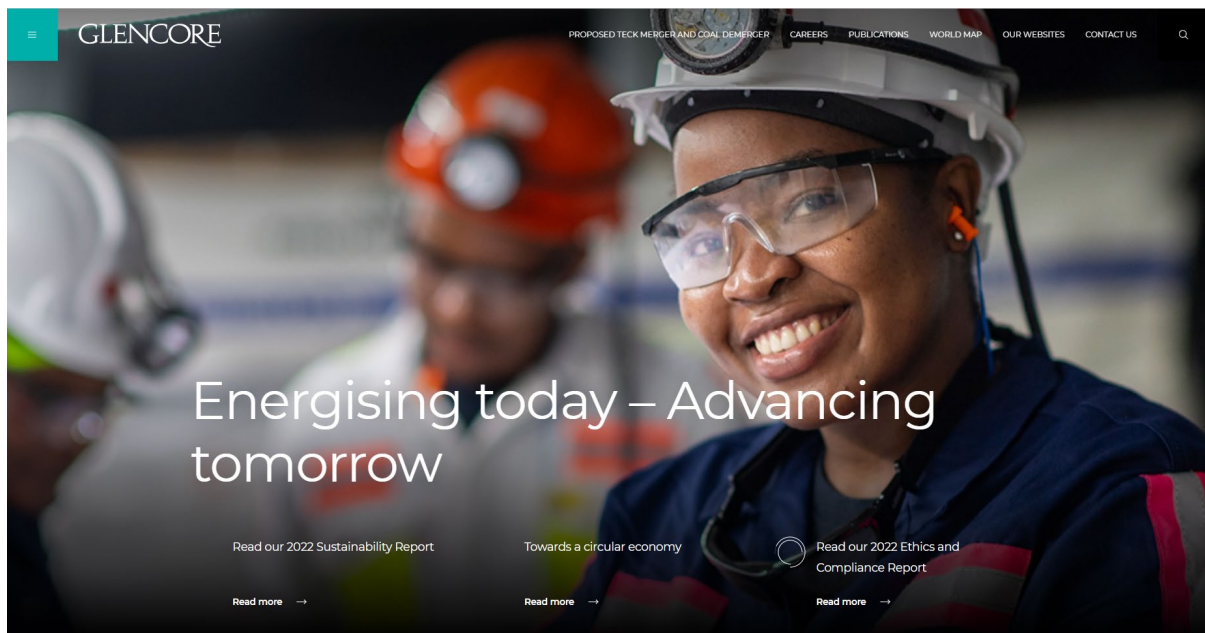 GLENCORE
PROPOSED TECK MERGER AND COAL DEMERGER
CAREERS
PUBLICATIONS
WORLD MAP
OUR WEBSITES
CONTACT US
Energising today – Advancing
tomorrow
Read our 2022 Sustainability Report
Read more →
Towards a circular economy
Read more →
Read our 2022 Ethics and
Compliance Report
Read more →